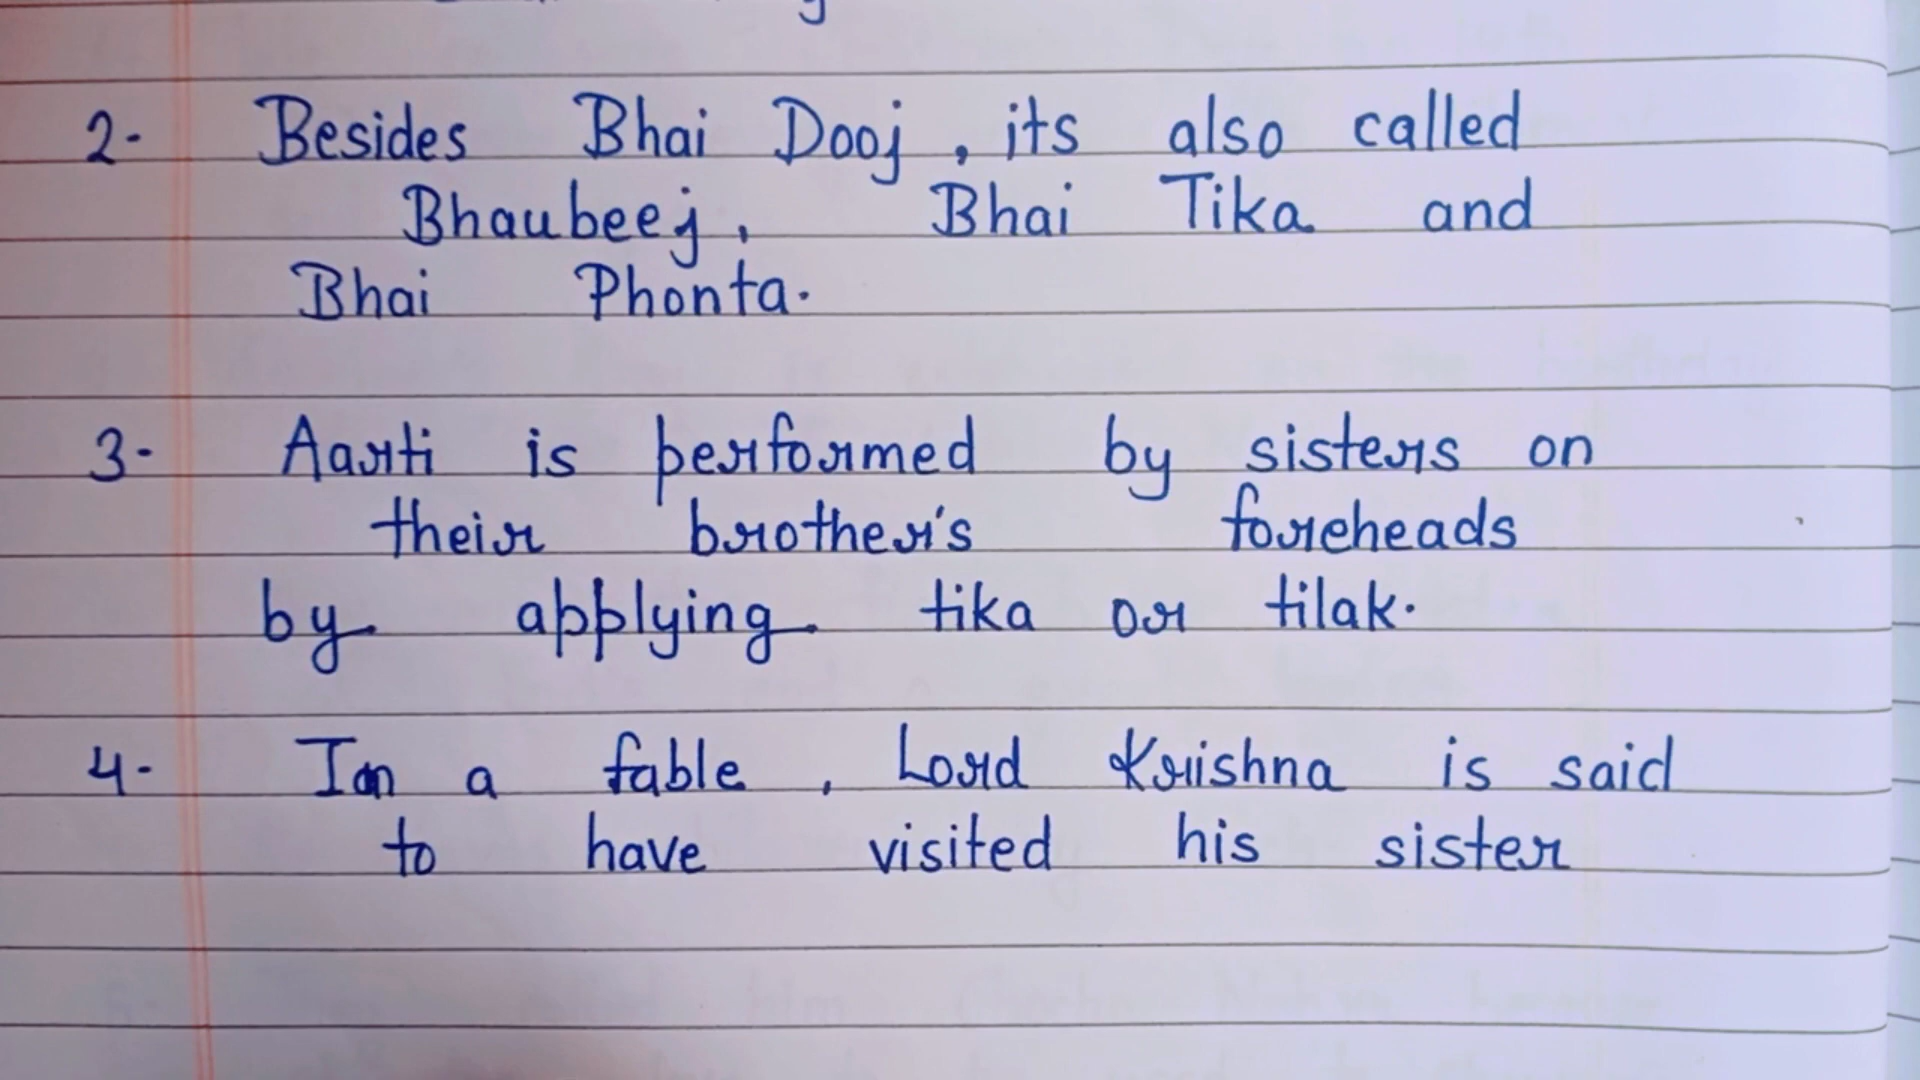 2- Besides Bhai Dooj, its also called
Bhaubeej, Bhai Tika and
Bhai Phonta.
3- Aarti is performed by sisters on
their brother's foreheads
by applying tika or tilak.
4- In a fable, Lord Krishna is said
to have visited his sister